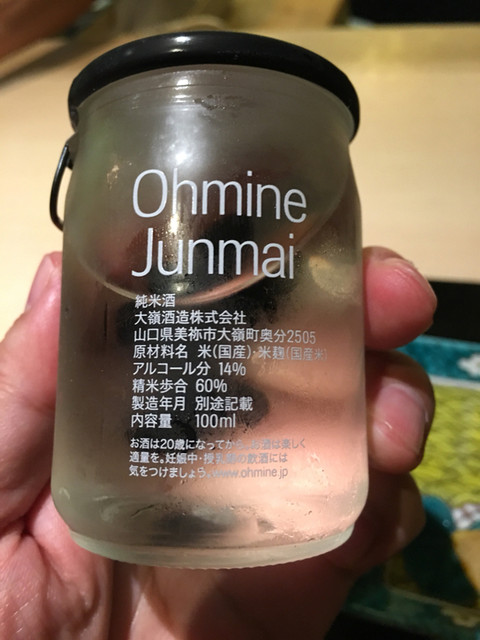 Ohmine
Junmai
純米酒
大嶺酒造株式会社
山口県美祢市大嶺町奥分2505
原材料名 米(国産)・米麹(国産米)
アルコール分 14%
精米歩合 60%
製造年月 別途記載
内容量 100ml
お酒は20歳になってから。お酒は楽しく
適量を。妊娠中・授乳期の飲酒には
気をつけましょう。www.ohmine.jp